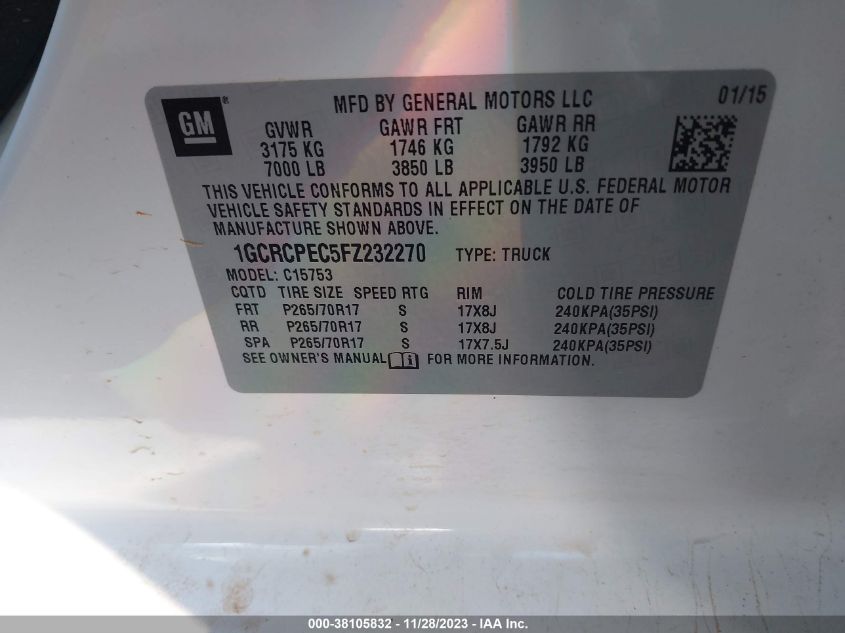 GM®
MFD BY GENERAL MOTORS LLC 01/15
GVWR GAWR FRT GAWR RR
3175 KG 1746 KG 1792 KG
7000 LB 3850 LB 3950 LB
THIS VEHICLE CONFORMS TO ALL APPLICABLE U.S. FEDERAL MOTOR
VEHICLE SAFETY STANDARDS IN EFFECT ON THE DATE OF
MANUFACTURE SHOWN ABOVE.
1GCRCPEC5FZ232270 TYPE: TRUCK
MODEL: C15753
CQTD TIRE SIZE SPEED RTG RIM COLD TIRE PRESSURE
FRT P265/70R17 S 17X8J 240KPA(35PSI)
RR P265/70R17 S 17X8J 240KPA(35PSI)
SPA P265/70R17 S 17X7.5J 240KPA(35PSI)
SEE OWNER'S MANUAL FOR MORE INFORMATION.
000-38105832 - 11/28/2023 - IAA Inc.